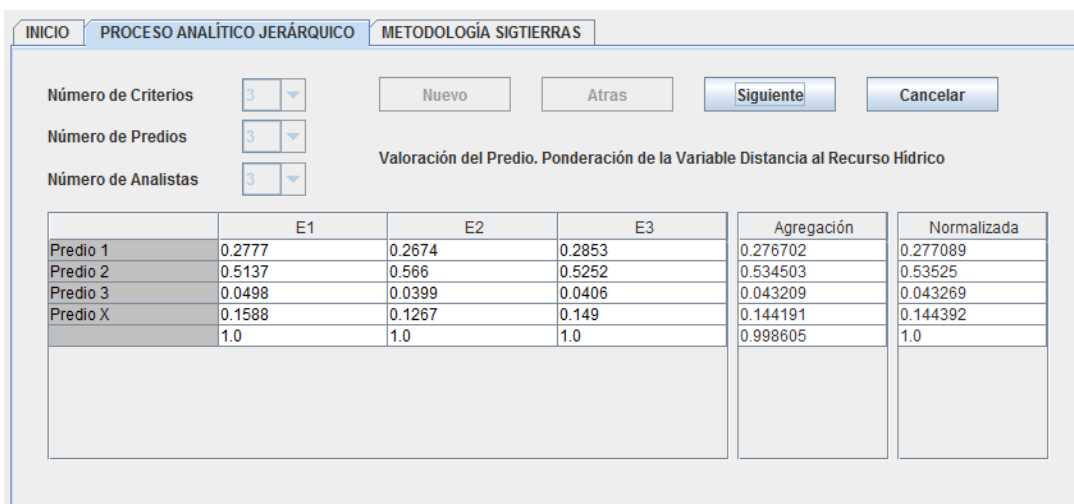 INICIO PROCESO ANALÍTICO JERÁRQUICO METODOLOGÍA SIGTIERRAS
Número de Criterios 3 Nuevo Atras Siguiente Cancelar
Número de Predios 3
Valoración del Predio. Ponderación de la Variable Distancia al Recurso Hídrico
Número de Analistas 3
E1 E2 E3 Agregación Normalizada
Predio 1 0.2777 0.2674 0.2853 0.276702 0.277089
Predio 2 0.5137 0.566 0.5252 0.534503 0.53525
Predio 3 0.0498 0.0399 0.0406 0.043209 0.043269
Predio X 0.1588 0.1267 0.149 0.144191 0.144392
1.0 1.0 1.0 0.998605 1.0